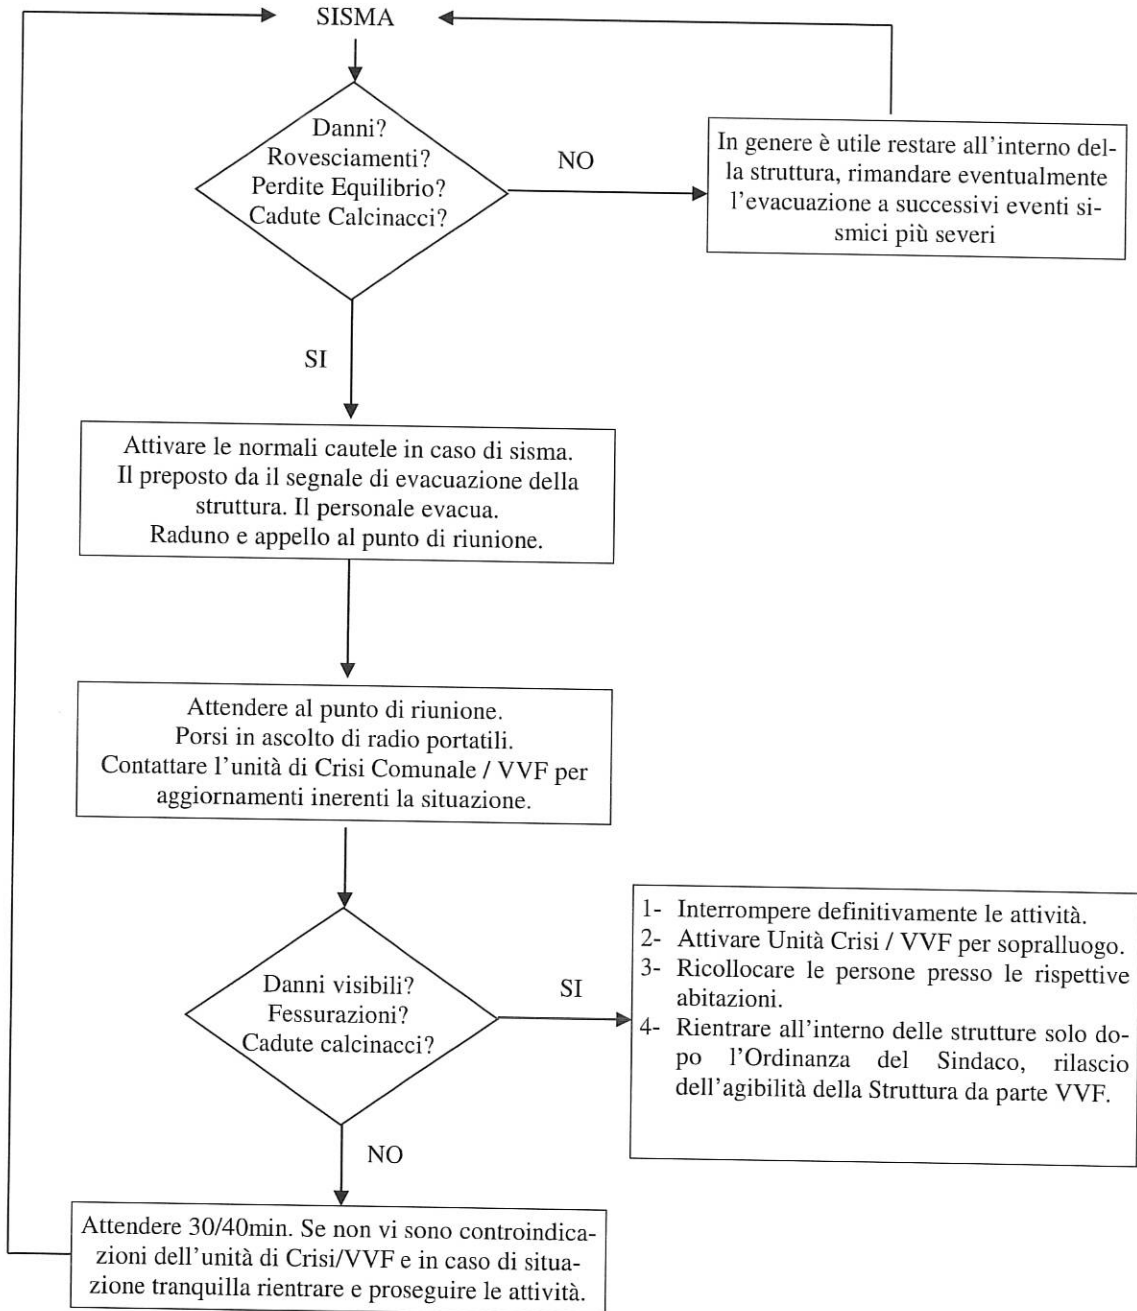 SISMA
Danni?
Rovesciamenti?
Perdite Equilibrio?
Cadute Calcinacci?
NO
In genere è utile restare all'interno del-
la struttura, rimandare eventualmente
l'evacuazione a successivi eventi si-
smici più severi
SI
Attivare le normali cautele in caso di sisma.
Il preposto da il segnale di evacuazione della
struttura. Il personale evacua.
Raduno e appello al punto di riunione.
Attendere al punto di riunione.
Porsi in ascolto di radio portatili.
Contattare l'unità di Crisi Comunale / VVF per
aggiornamenti inerenti la situazione.
Danni visibili?
Fessurazioni?
Cadute calcinacci?
SI
1- Interrompere definitivamente le attività.
2- Attivare Unità Crisi / VVF per sopralluogo.
3- Ricollocare le persone presso le rispettive
abitazioni.
4- Rientrare all'interno delle strutture solo do-
po l'Ordinanza del Sindaco, rilascio
dell'agibilità della Struttura da parte VVF.
NO
Attendere 30/40min. Se non vi sono controindica-
zioni dell'unità di Crisi/VVF e in caso di situa-
zione tranquilla rientrare e proseguire le attività.